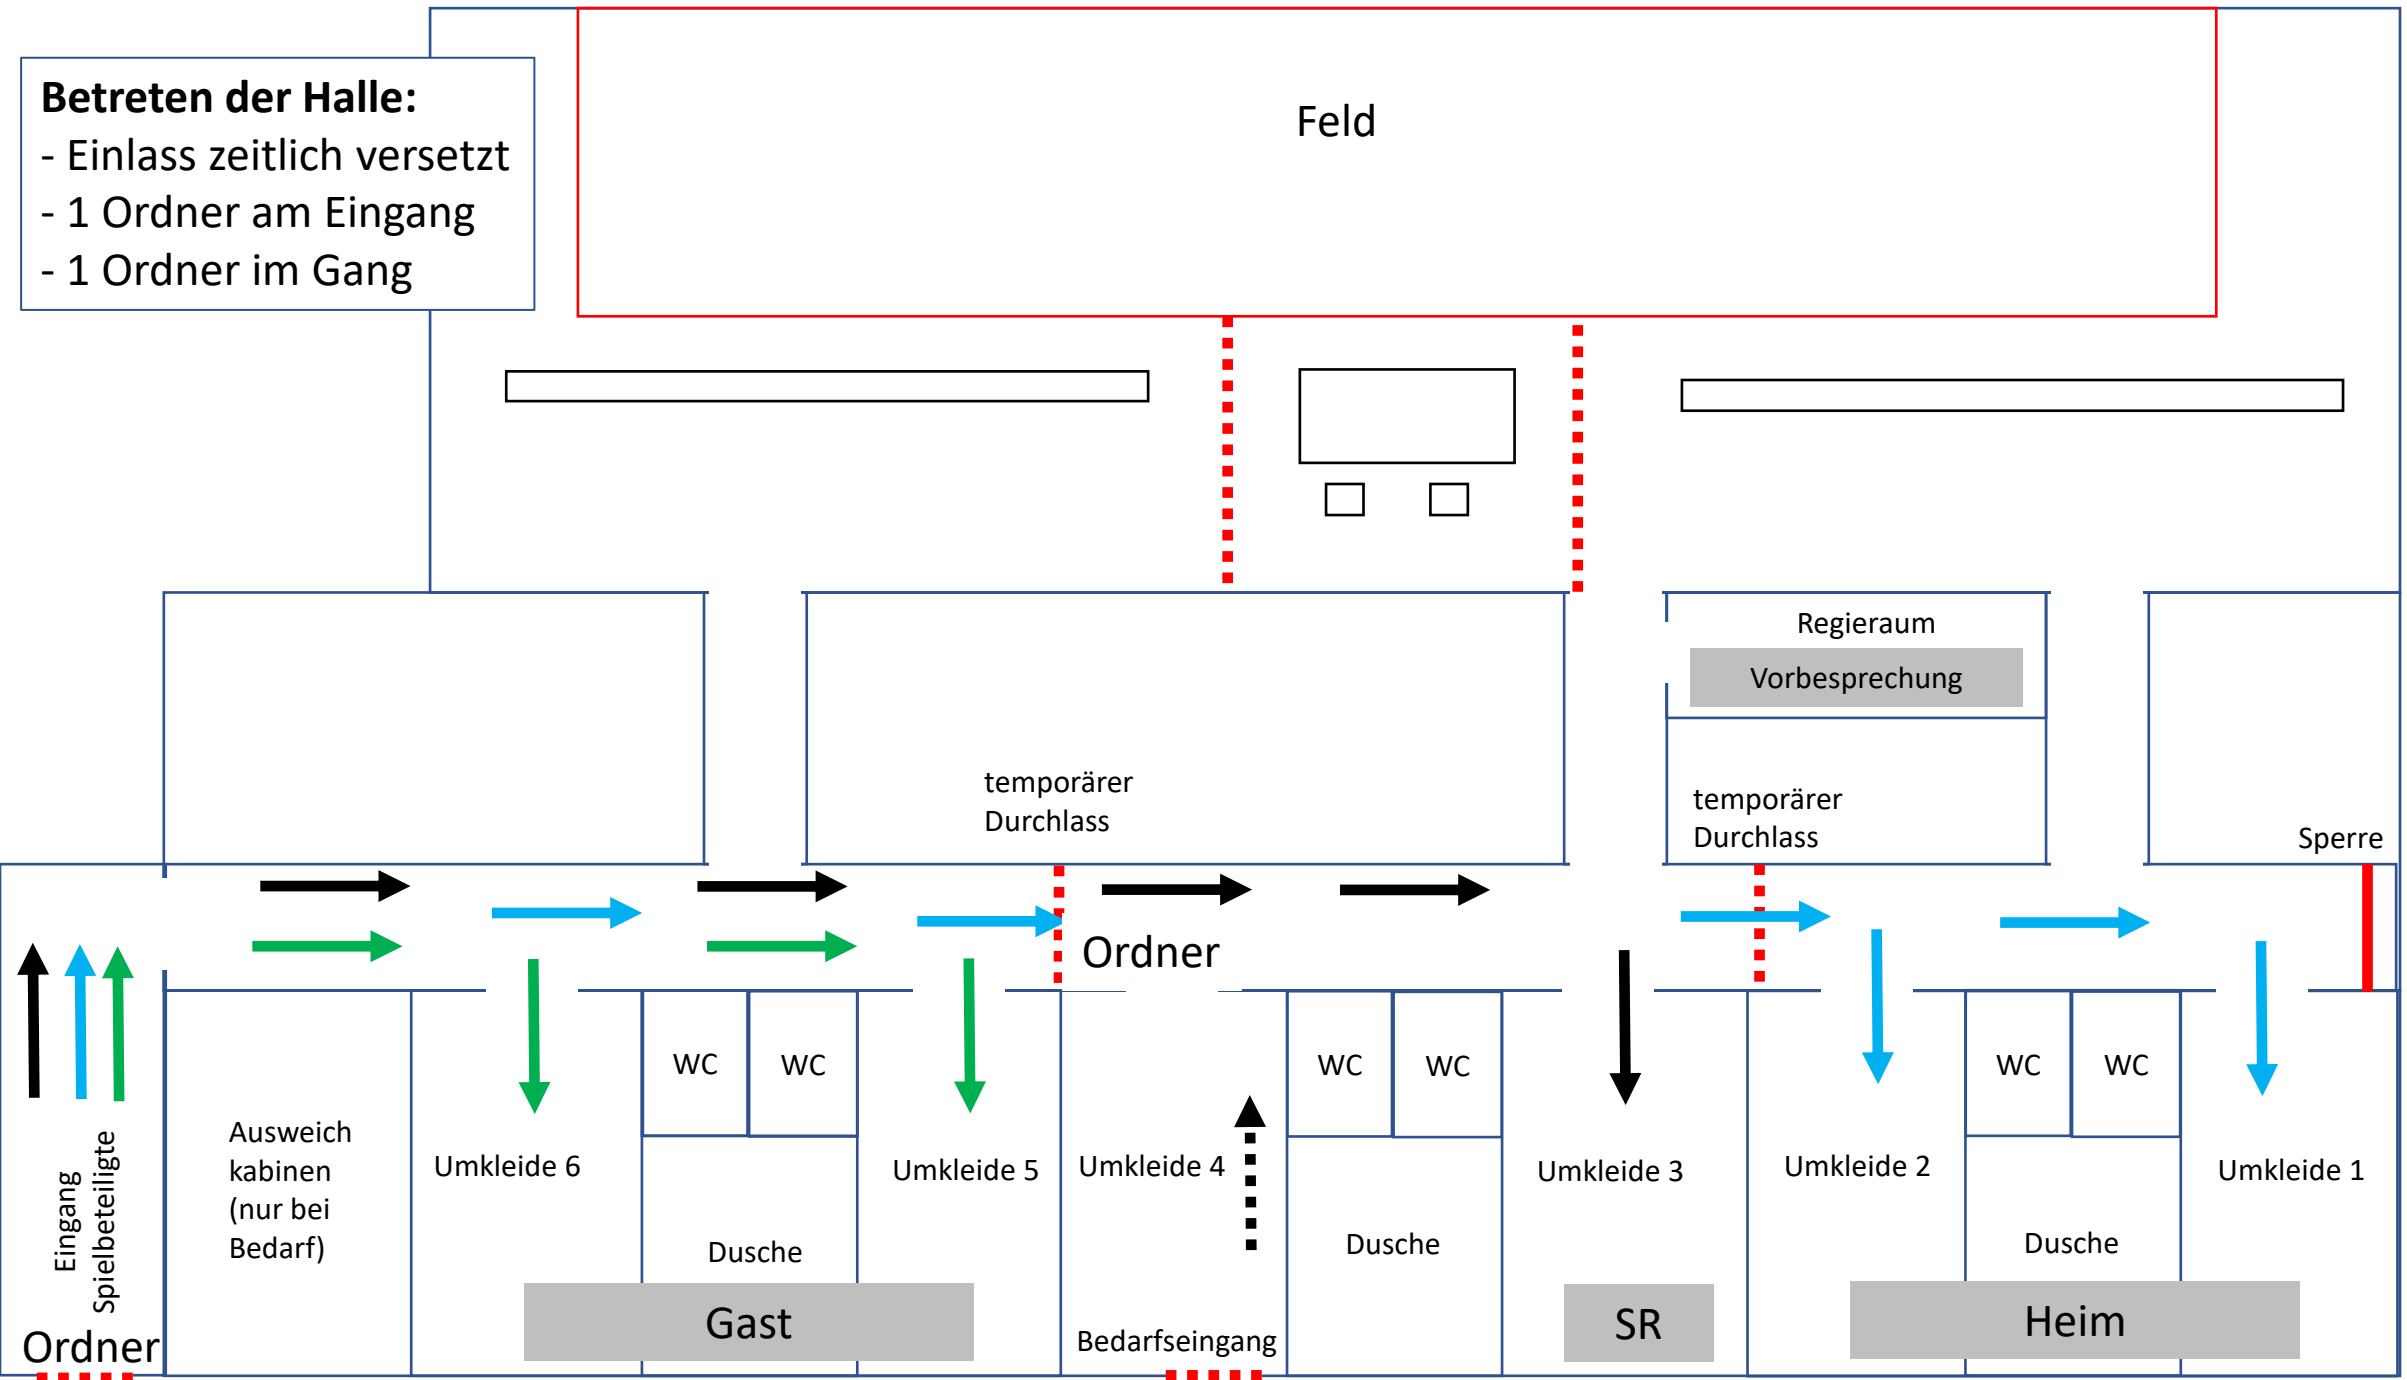 Betreten der Halle:
- Einlass zeitlich versetzt
- 1 Ordner am Eingang
- 1 Ordner im Gang
Feld
Regieraum
Vorbesprechung
temporärer
Durchlass
temporärer
Durchlass
Sperre
Ordner
WC
WC
WC
WC
WC
WC
Eingang
Spielbeteiligte
Ausweich
kabinen
(nur bei
Bedarf)
Umkleide 6
Umkleide 5
Umkleide 4
Umkleide 3
Umkleide 2
Umkleide 1
Dusche
Dusche
Dusche
Gast
SR
Heim
Bedarfseingang
Ordner